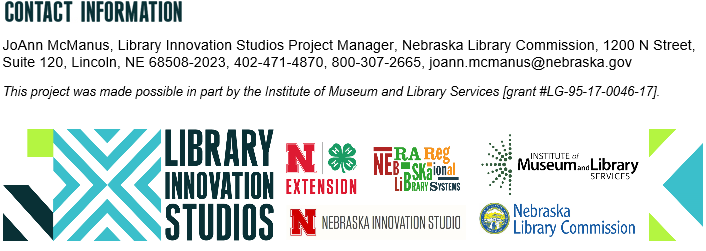 CONTACT INFORMATION
JoAnn McManus, Library Innovation Studios Project Manager, Nebraska Library Commission, 1200 N Street,
Suite 120, Lincoln, NE 68508-2023, 402-471-4870, 800-307-2665, joann.mcmanus@nebraska.gov
This project was made possible in part by the Institute of Museum and Library Services [grant #LG-95-17-0046-17].
LIBRARY
INNOVATION
STUDIOS
N
EXTENSION
NEBRASKA Regional
LIBRARY SYSTEMS
INSTITUTE of
Museum and Library
SERVICES
N NEBRASKA INNOVATION STUDIO
Nebraska
Library Commission